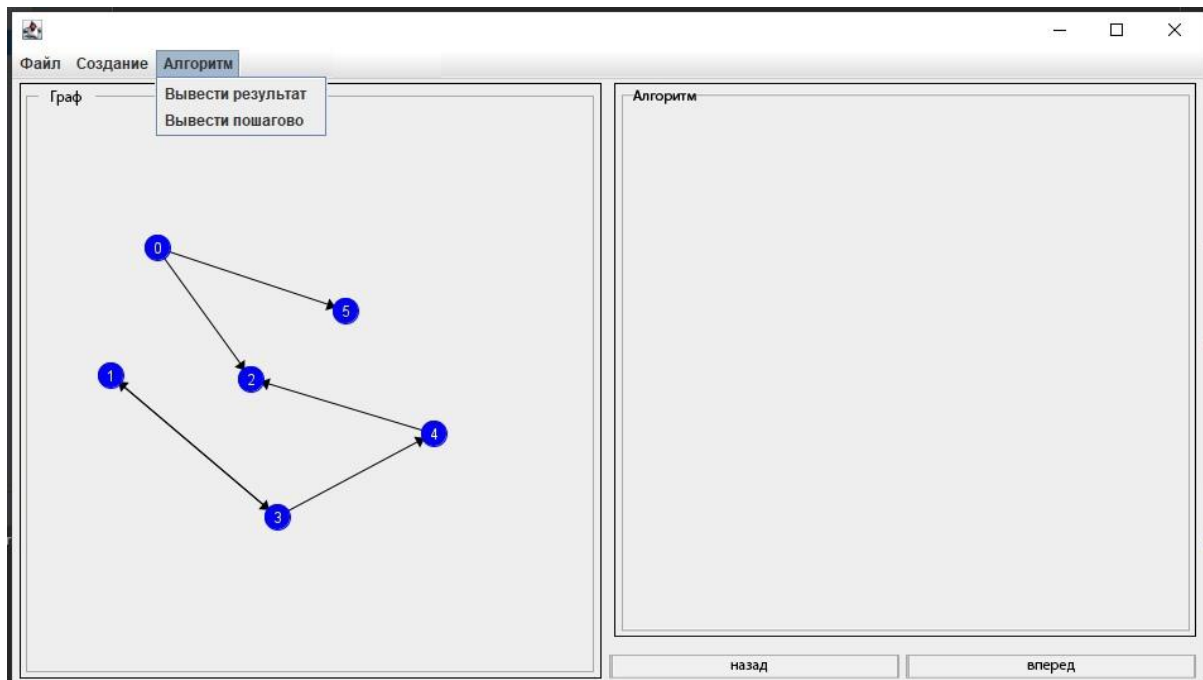 Файл Создание Алгоритм
Вывести результат
Вывести пошагово
Граф
0
5
1
2
4
3
Алгоритм
назад вперед